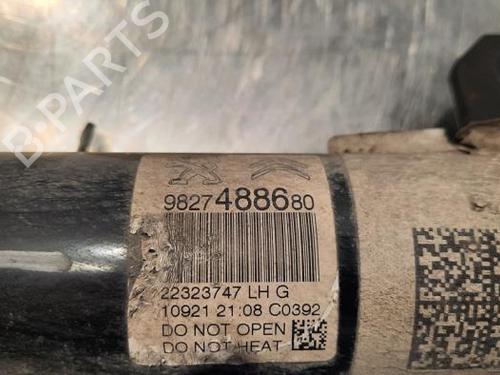 B-PARTS
9827488680
22323747 LH G
10921 21:08 C0392
DO NOT OPEN
DO NOT HEAT